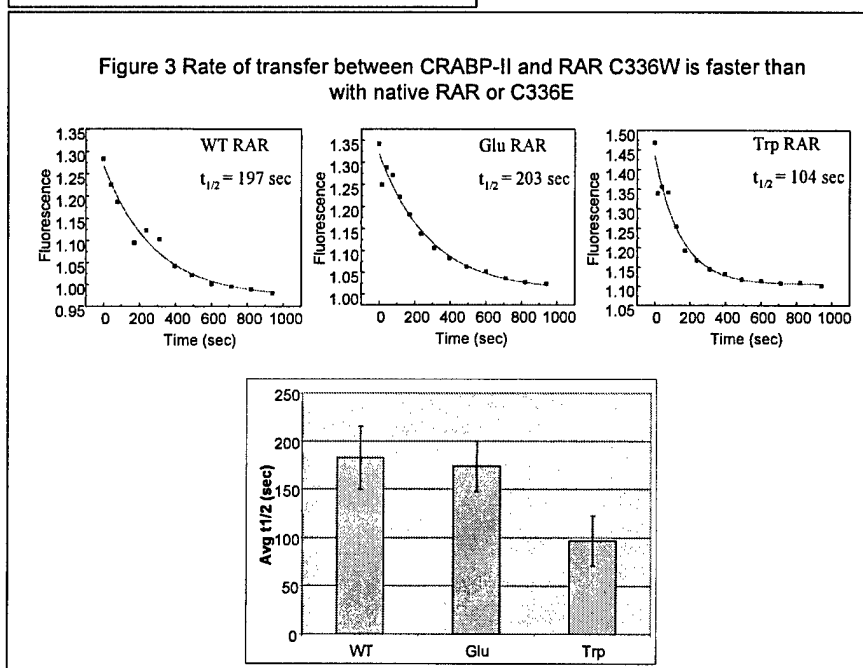 Figure 3 Rate of transfer between CRABP-II and RAR C336W is faster than
with native RAR or C336E
1.35
1.30
1.25
1.20
1.15
1.10
1.05
1.00
0.95
Fluorescence
WT RAR
t1/2 = 197 sec
0 200 400 600 800 1000
Time (sec)
1.35
1.30
1.25
1.20
1.15
1.10
1.05
1.00
Fluorescence
Glu RAR
t1/2 = 203 sec
0 200 400 600 800 1000
Time (sec)
1.50
1.45
1.40
1.35
1.30
1.25
1.20
1.15
1.10
1.05
Fluorescence
Trp RAR
t1/2 = 104 sec
0 200 400 600 800 1000
Time (sec)
250
200
150
100
50
0
Avg t1/2 (sec)
WT Glu Trp